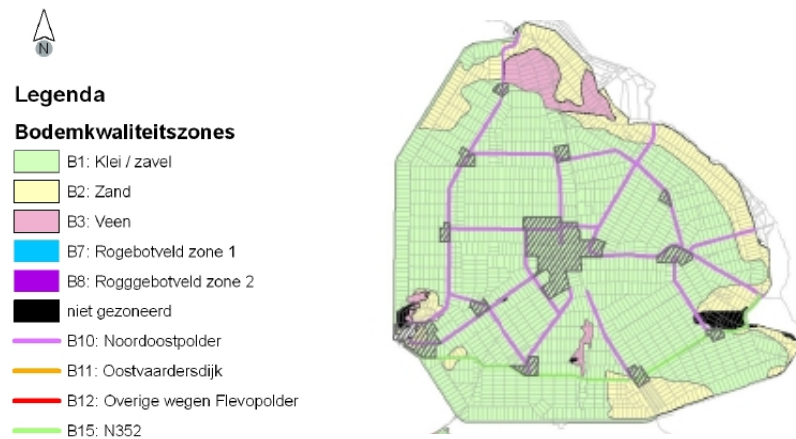 N
Legenda
Bodemkwaliteitszones
B1: Klei / zavel
B2: Zand
B3: Veen
B7: Rogebotveld zone 1
B8: Rogggebotveld zone 2
niet gezoneerd
B10: Noordoostpolder
B11: Oostvaardersdijk
B12: Overige wegen Flevopolder
B15: N352